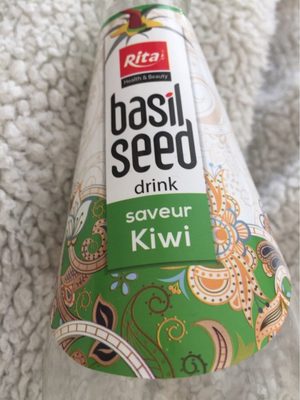 Rita
Health & Beauty
basil
seed
drink
saveur
Kiwi